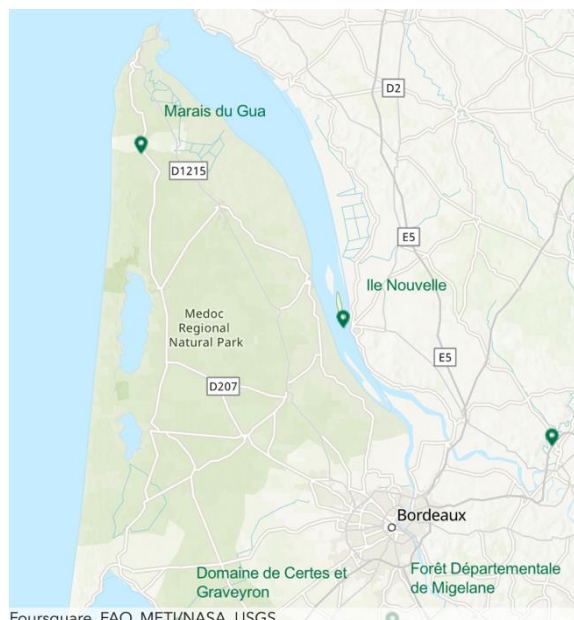 D2
Marais du Gua
D1215
E5
Ile Nouvelle
Medoc
Regional
Natural Park
E5
D207
Bordeaux
Domaine de Certes et
Graveyron
Forêt Départementale
de Migelane
Foursquare, FAO, METI/NASA, USGS